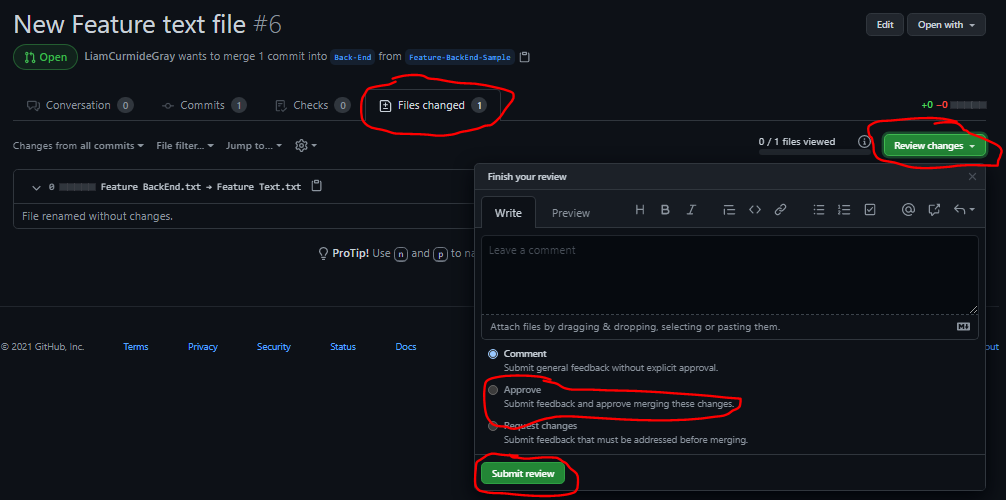 New Feature text file #6
Edit
Open with
Open
LiamCurmideGray wants to merge 1 commit into Back-End from Feature-BackEnd-Sample
Conversation 0
Commits 1
Checks 0
Files changed 1
+0 −0
Changes from all commits
File filter...
Jump to...
0 / 1 files viewed
Review changes
0 Feature BackEnd.txt → Feature Text.txt
File renamed without changes.
ProTip! Use n and p to na
Finish your review
Write
Preview
H B I
Leave a comment
Attach files by dragging & dropping, selecting or pasting them.
Comment
Submit general feedback without explicit approval.
Approve
Submit feedback and approve merging these changes.
Request changes
Submit feedback that must be addressed before merging.
Submit review
© 2021 GitHub, Inc.
Terms
Privacy
Security
Status
Docs
out